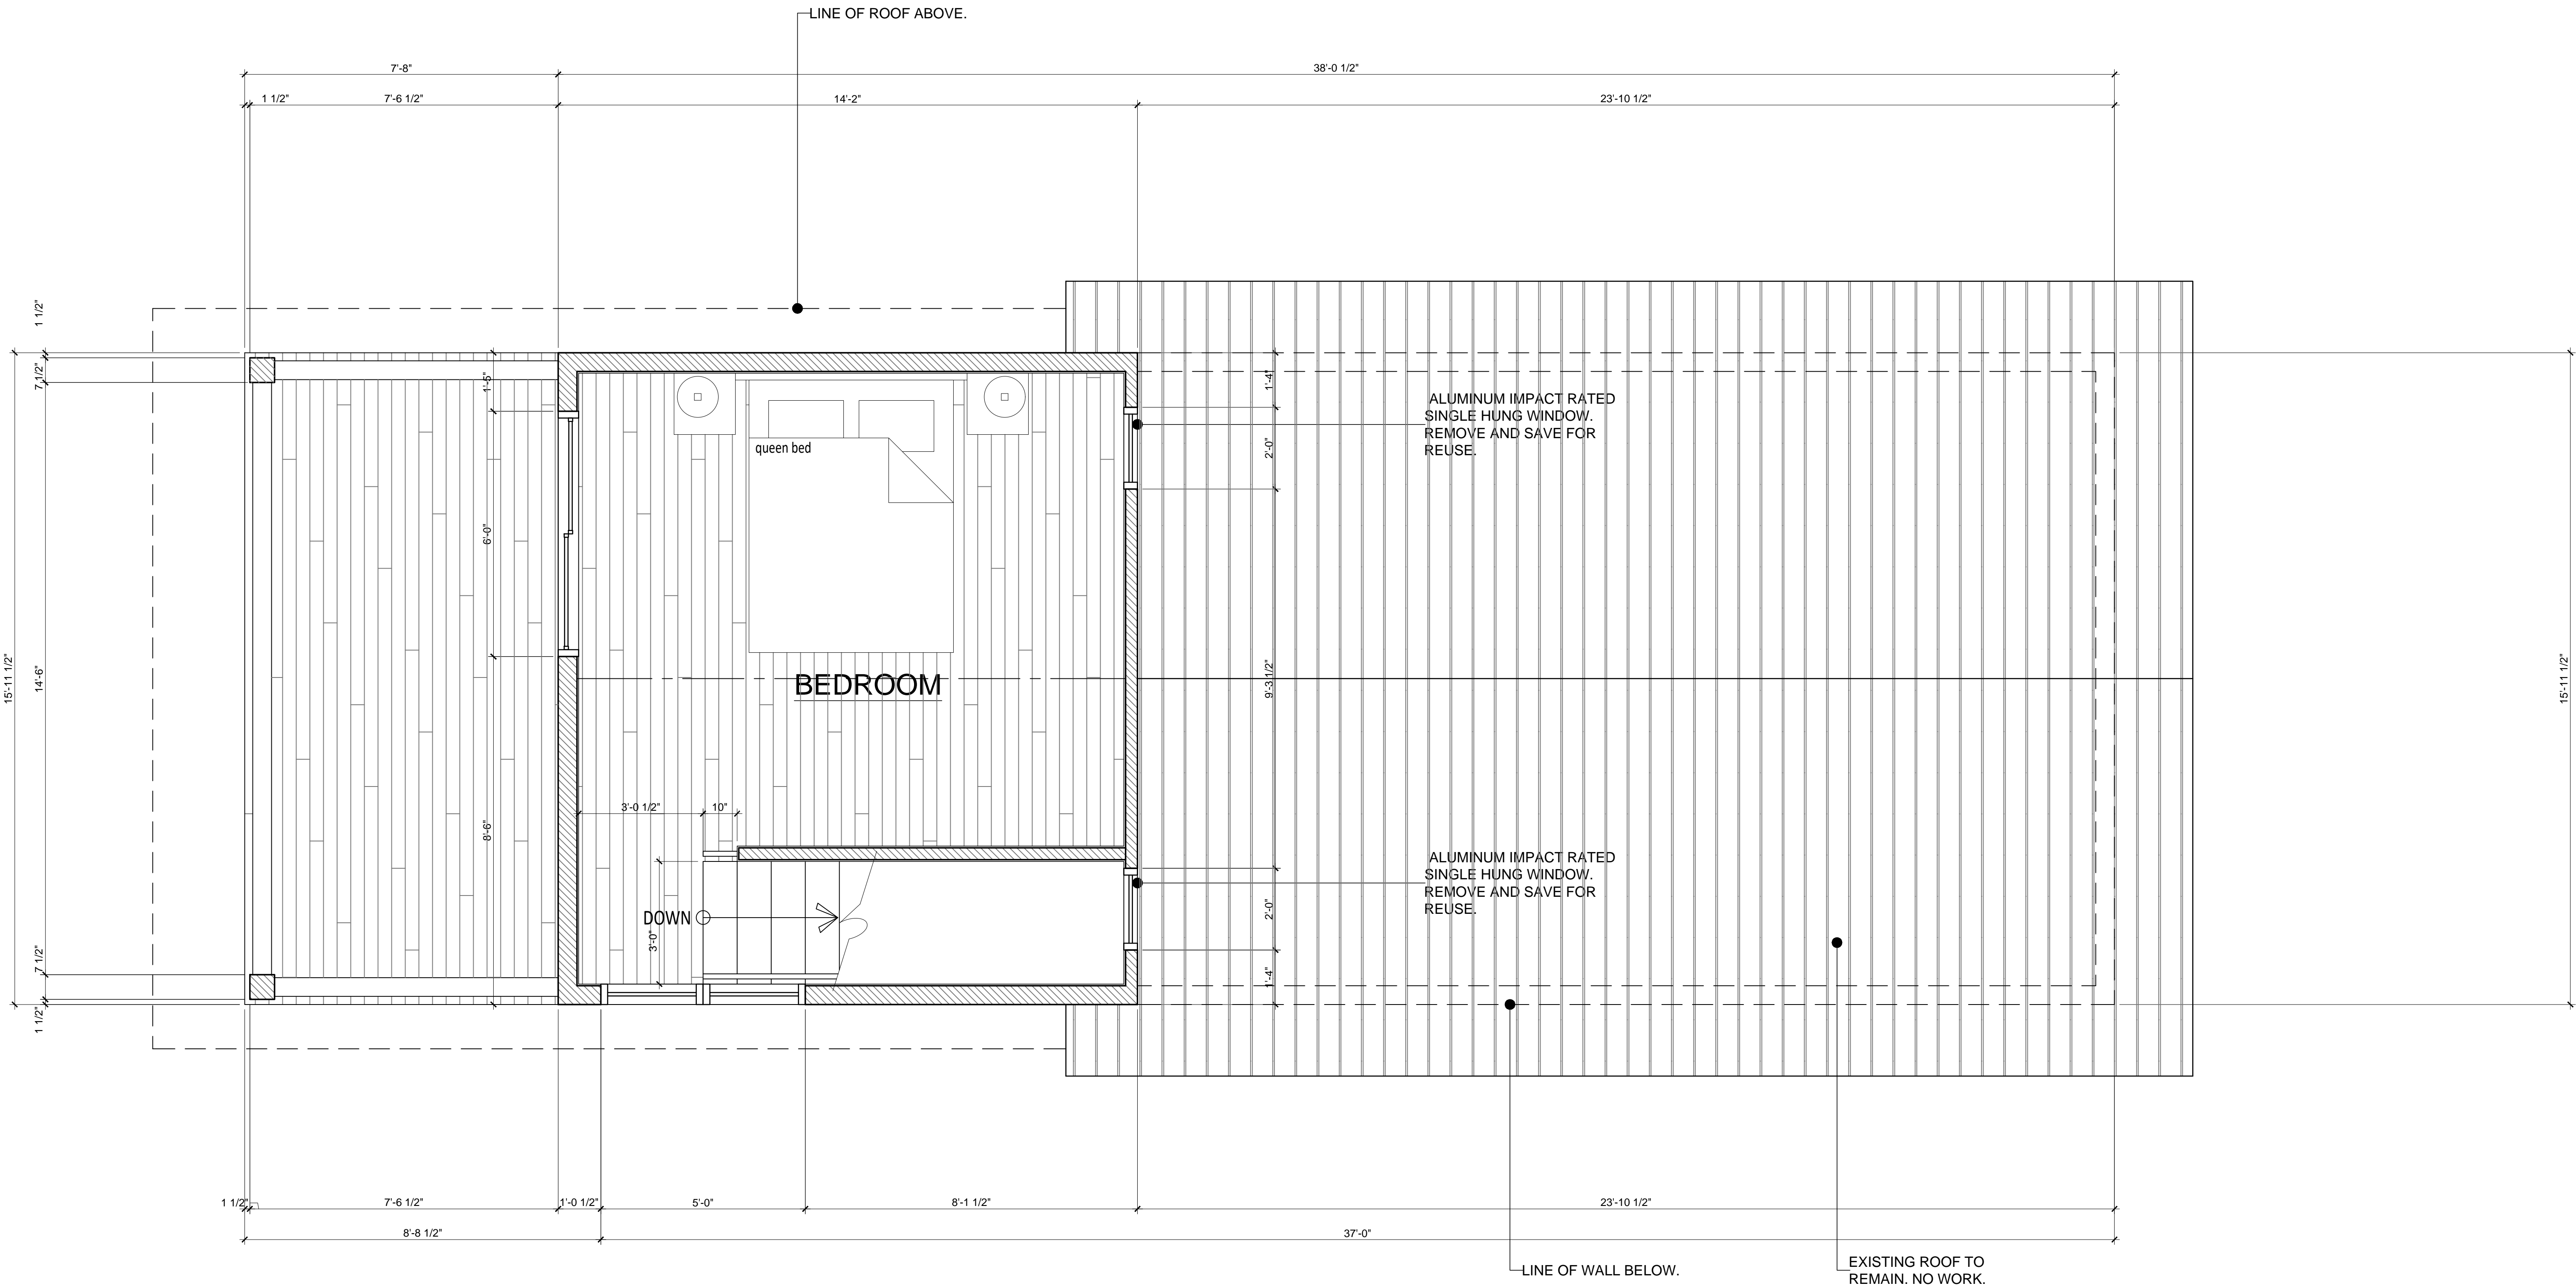 LINE OF ROOF ABOVE.
7'-8"
38'-0 1/2"
1 1/2"
7'-6 1/2"
14'-2"
23'-10 1/2"
1 1/2"
7 1/2"
14'-6"
15'-11 1/2"
7 1/2"
1 1/2"
1'-5"
6'-0"
8'-6"
queen bed
BEDROOM
3'-0 1/2"
10"
DOWN
3'-0"
1'-4"
2'-0"
9'-3 1/2"
2'-0"
1'-4"
ALUMINUM IMPACT RATED
SINGLE HUNG WINDOW.
REMOVE AND SAVE FOR
REUSE.
ALUMINUM IMPACT RATED
SINGLE HUNG WINDOW.
REMOVE AND SAVE FOR
REUSE.
15'-11 1/2"
1 1/2"
7'-6 1/2"
1'-0 1/2"
5'-0"
8'-1 1/2"
23'-10 1/2"
8'-8 1/2"
37'-0"
LINE OF WALL BELOW.
EXISTING ROOF TO
REMAIN. NO WORK.